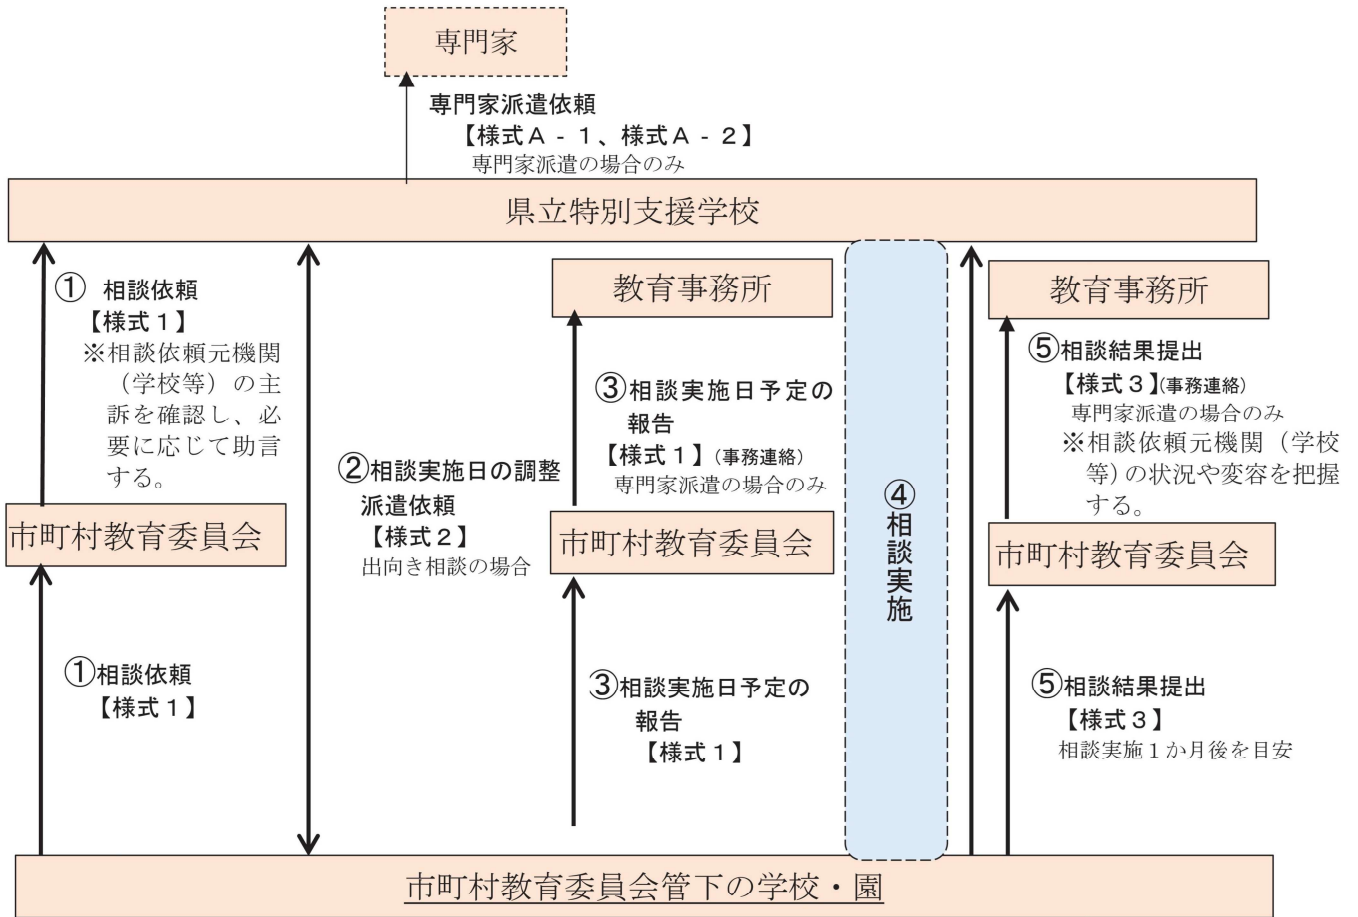 専門家
専門家派遣依頼
【様式A-1、様式A-2】
専門家派遣の場合のみ
県立特別支援学校
① 相談依頼
【様式1】
※相談依頼元機関
（学校等）の主
訴を確認し、必
要に応じて助言
する。
市町村教育委員会
①相談依頼
【様式1】
②相談実施日の調整
派遣依頼
【様式2】
出向き相談の場合
教育事務所
③相談実施日予定の
報告
【様式1】(事務連絡)
専門家派遣の場合のみ
市町村教育委員会
③相談実施日予定の
報告
【様式1】
④相談実施
教育事務所
⑤相談結果提出
【様式3】(事務連絡)
専門家派遣の場合のみ
※相談依頼元機関（学校
等）の状況や変容を把握
する。
市町村教育委員会
⑤相談結果提出
【様式3】
相談実施1か月後を目安
市町村教育委員会管下の学校・園